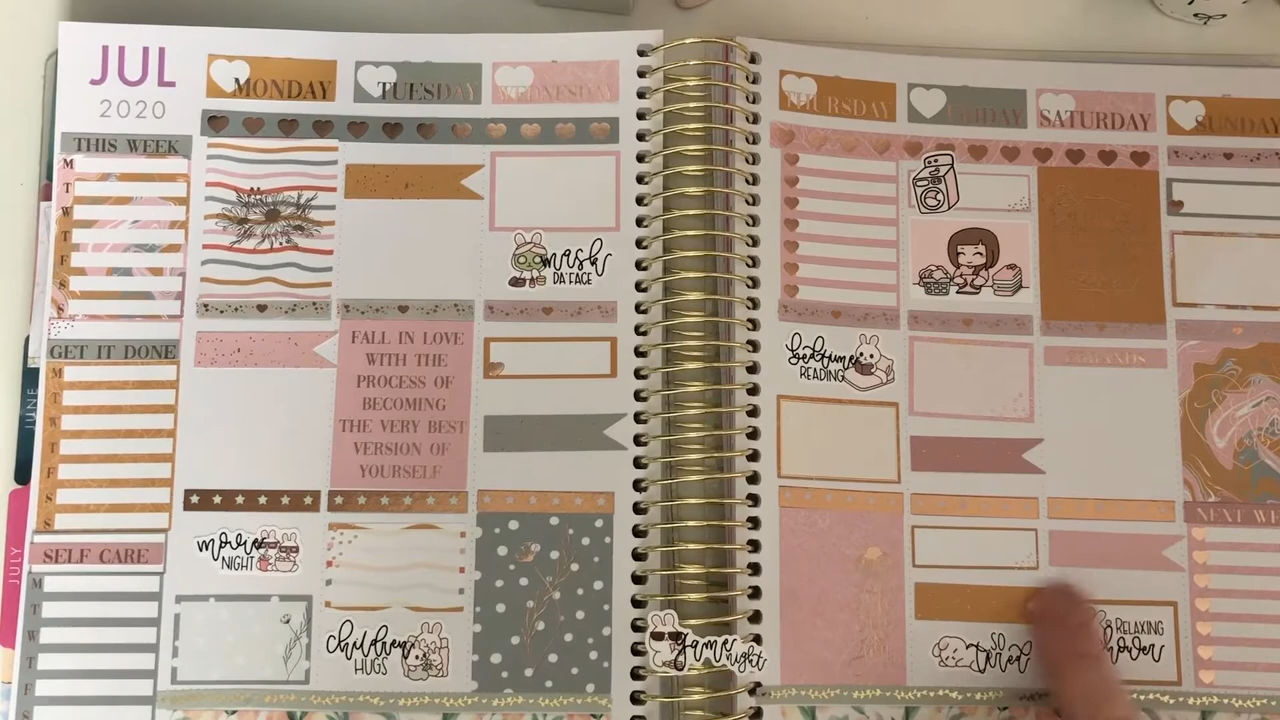 JUL
2020
MONDAY
TUESDAY
WEDNESDAY
THURSDAY
FRIDAY
SATURDAY
SUNDAY
THIS WEEK
M
T
W
T
F
S
S
GET IT DONE
M
T
W
T
F
S
S
SELF CARE
M
T
W
T
F
S
mask
DA'FACE
FALL IN LOVE
WITH THE
PROCESS OF
BECOMING
THE VERY BEST
VERSION OF
YOURSELF
movie
NIGHT
children
HUGS
game
night
bedtime
READING
so
tired
RELAXING
shower
NEXT WE
JUNE
JULY